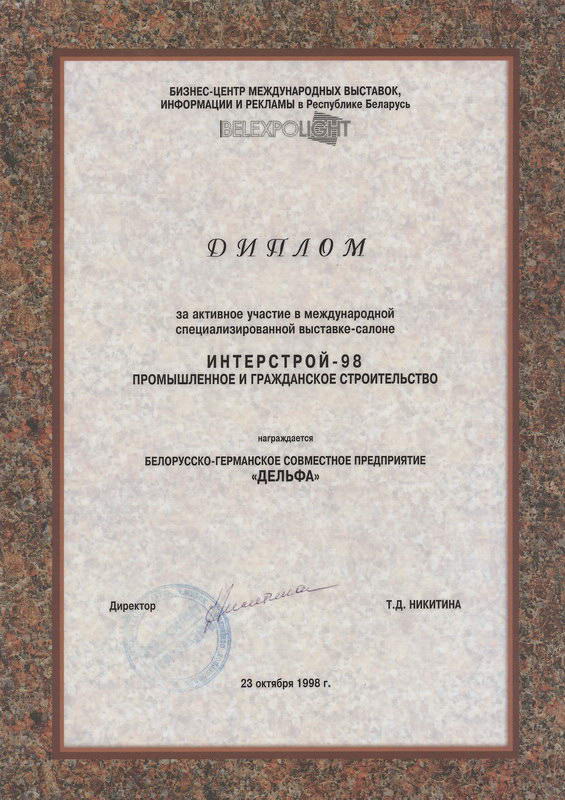 БИЗНЕС-ЦЕНТР МЕЖДУНАРОДНЫХ ВЫСТАВОК,
ИНФОРМАЦИИ И РЕКЛАМЫ в Республике Беларусь
BELEXPOLIGHT
ДИПЛОМ
за активное участие в международной
специализированной выставке-салоне
ИНТЕРСТРОЙ-98
ПРОМЫШЛЕННОЕ И ГРАЖДАНСКОЕ СТРОИТЕЛЬСТВО
награждается
БЕЛОРУССКО-ГЕРМАНСКОЕ СОВМЕСТНОЕ ПРЕДПРИЯТИЕ
«ДЕЛЬФА»
Директор
Т.Д. НИКИТИНА
23 октября 1998 г.